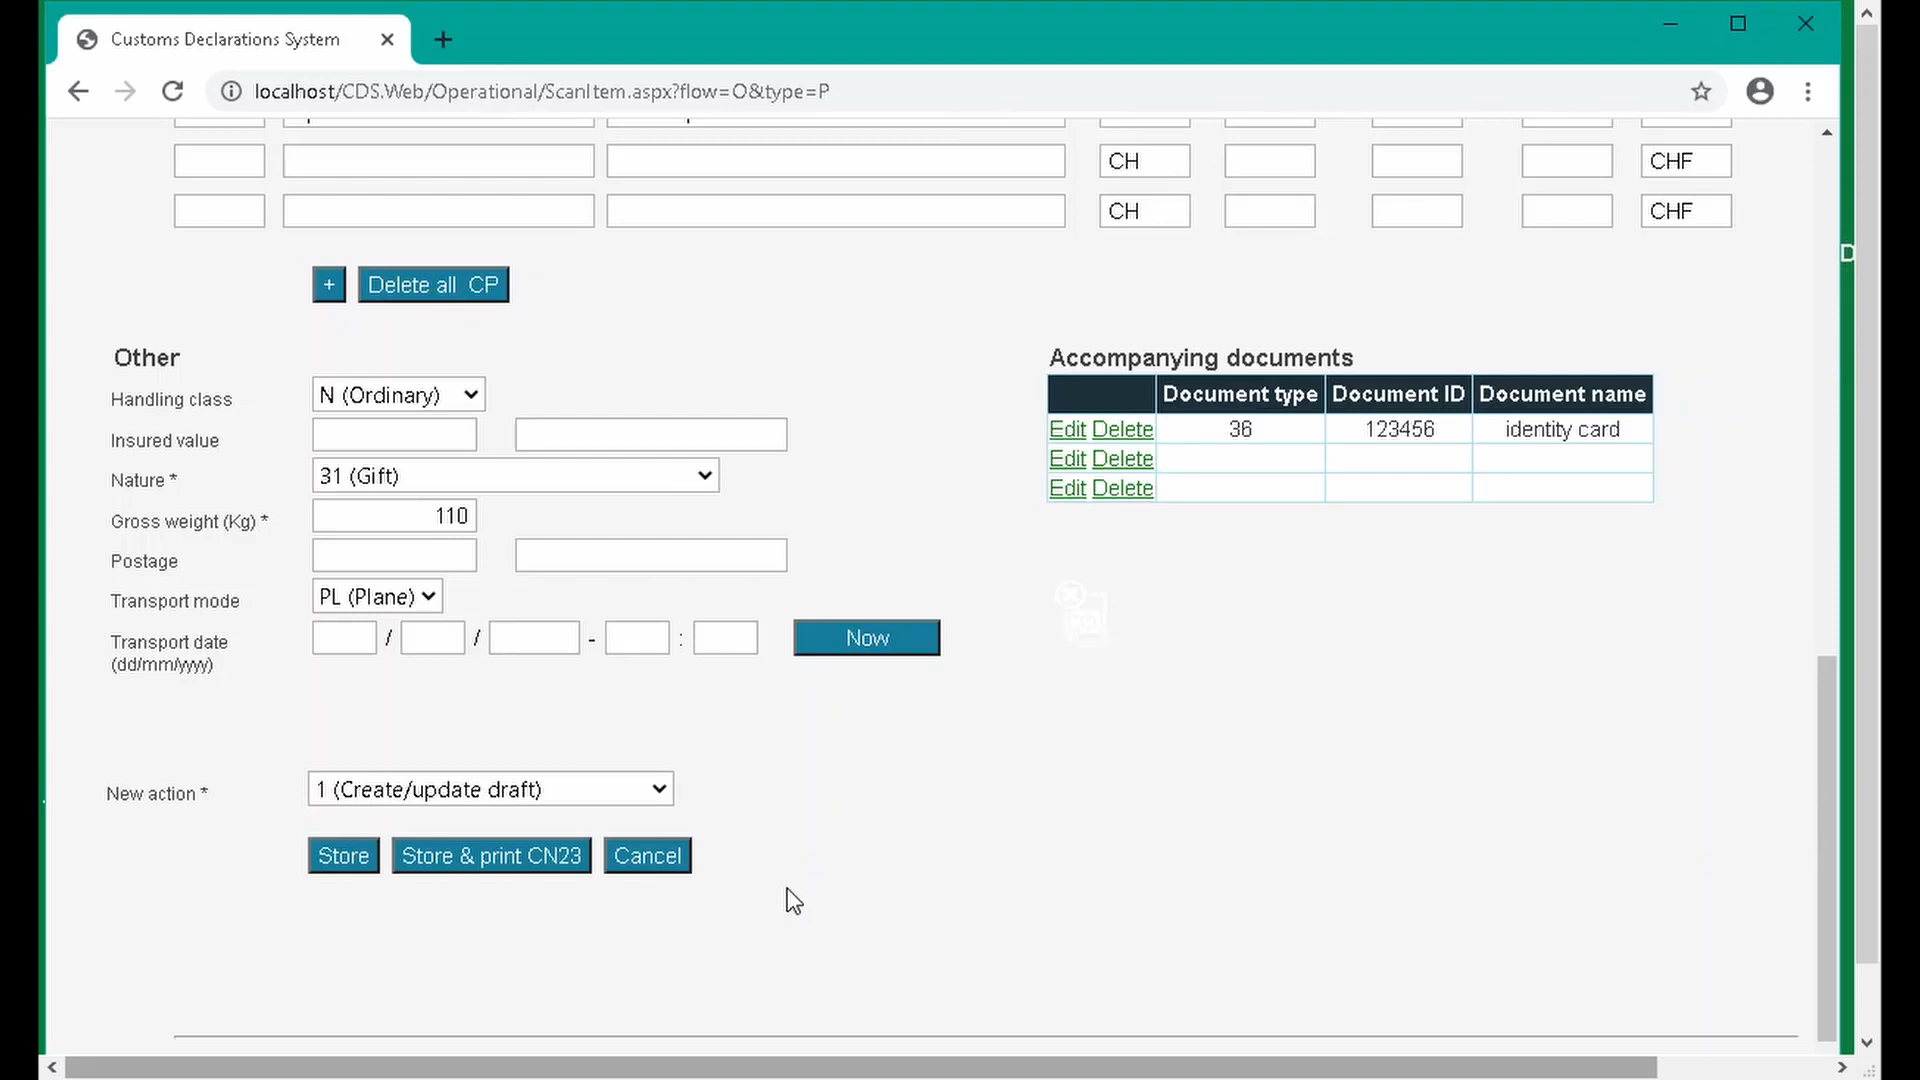 Customs Declarations System
localhost/CDS.Web/Operational/ScanItem.aspx?flow=O&type=P
CH CHF
CH CHF
+ Delete all CP
Other
Handling class N (Ordinary)
Insured value
Nature * 31 (Gift)
Gross weight (Kg) * 110
Postage
Transport mode PL (Plane)
Transport date / / - : Now
(dd/mm/yyyy)
Accompanying documents
Document type Document ID Document name
Edit Delete 36 123456 identity card
Edit Delete
Edit Delete
New action * 1 (Create/update draft)
Store Store & print CN23 Cancel
D